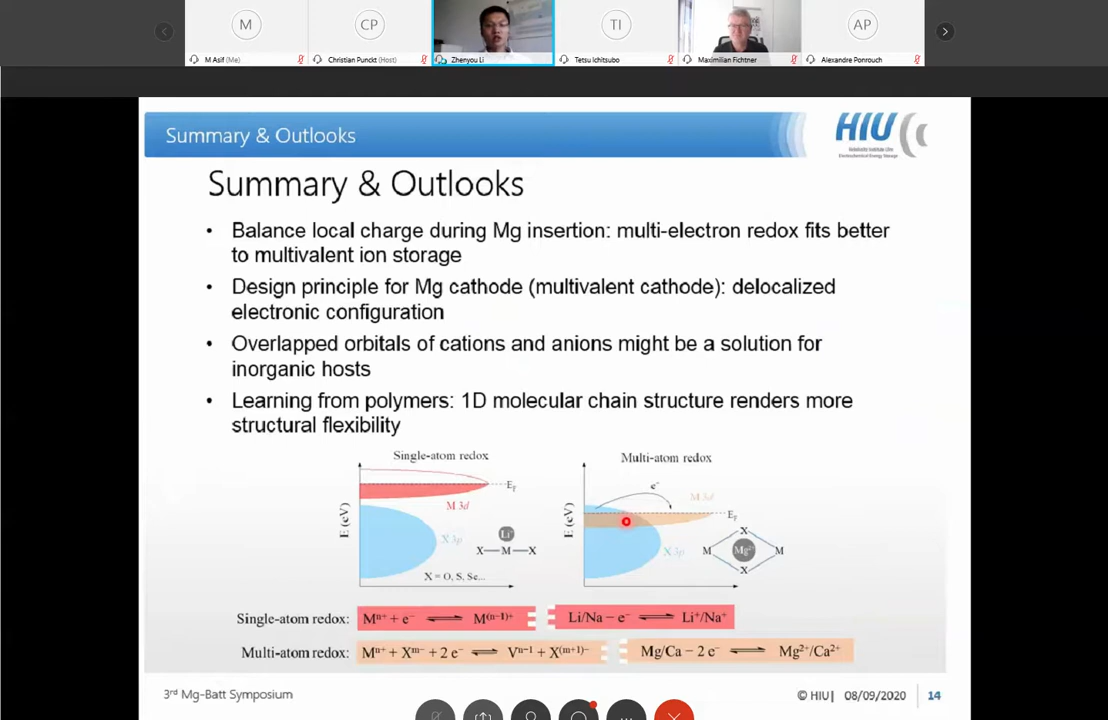 M
CP
TI
AP
M Asif (Me)
Christian Punckt (Host)
Zhenyou Li
Tetsu Ichitsubo
Maximilian Fichtner
Alexandre Ponrouch
Summary & Outlooks
HIU
Summary & Outlooks
• Balance local charge during Mg insertion: multi-electron redox fits better
to multivalent ion storage
• Design principle for Mg cathode (multivalent cathode): delocalized
electronic configuration
• Overlapped orbitals of cations and anions might be a solution for
inorganic hosts
• Learning from polymers: 1D molecular chain structure renders more
structural flexibility
Single-atom redox
E (eV)
E_F
M 3d
X 3p
Li⁺
X—M—X
X = O, S, Se...
Multi-atom redox
E (eV)
e⁻
M 3d
E_F
X 3p
X
M Mg²⁺ M
X
Single-atom redox: Mⁿ⁺ + e⁻ ⇌ M⁽ⁿ⁻¹⁾⁺ Li/Na – e⁻ ⇌ Li⁺/Na⁺
Multi-atom redox: Mⁿ⁺ + Xᵐ⁻ + 2 e⁻ ⇌ Vⁿ⁻¹ + X⁽ᵐ⁺¹⁾⁻ Mg/Ca – 2 e⁻ ⇌ Mg²⁺/Ca²⁺
3rd Mg-Batt Symposium
© HIU| 08/09/2020 14